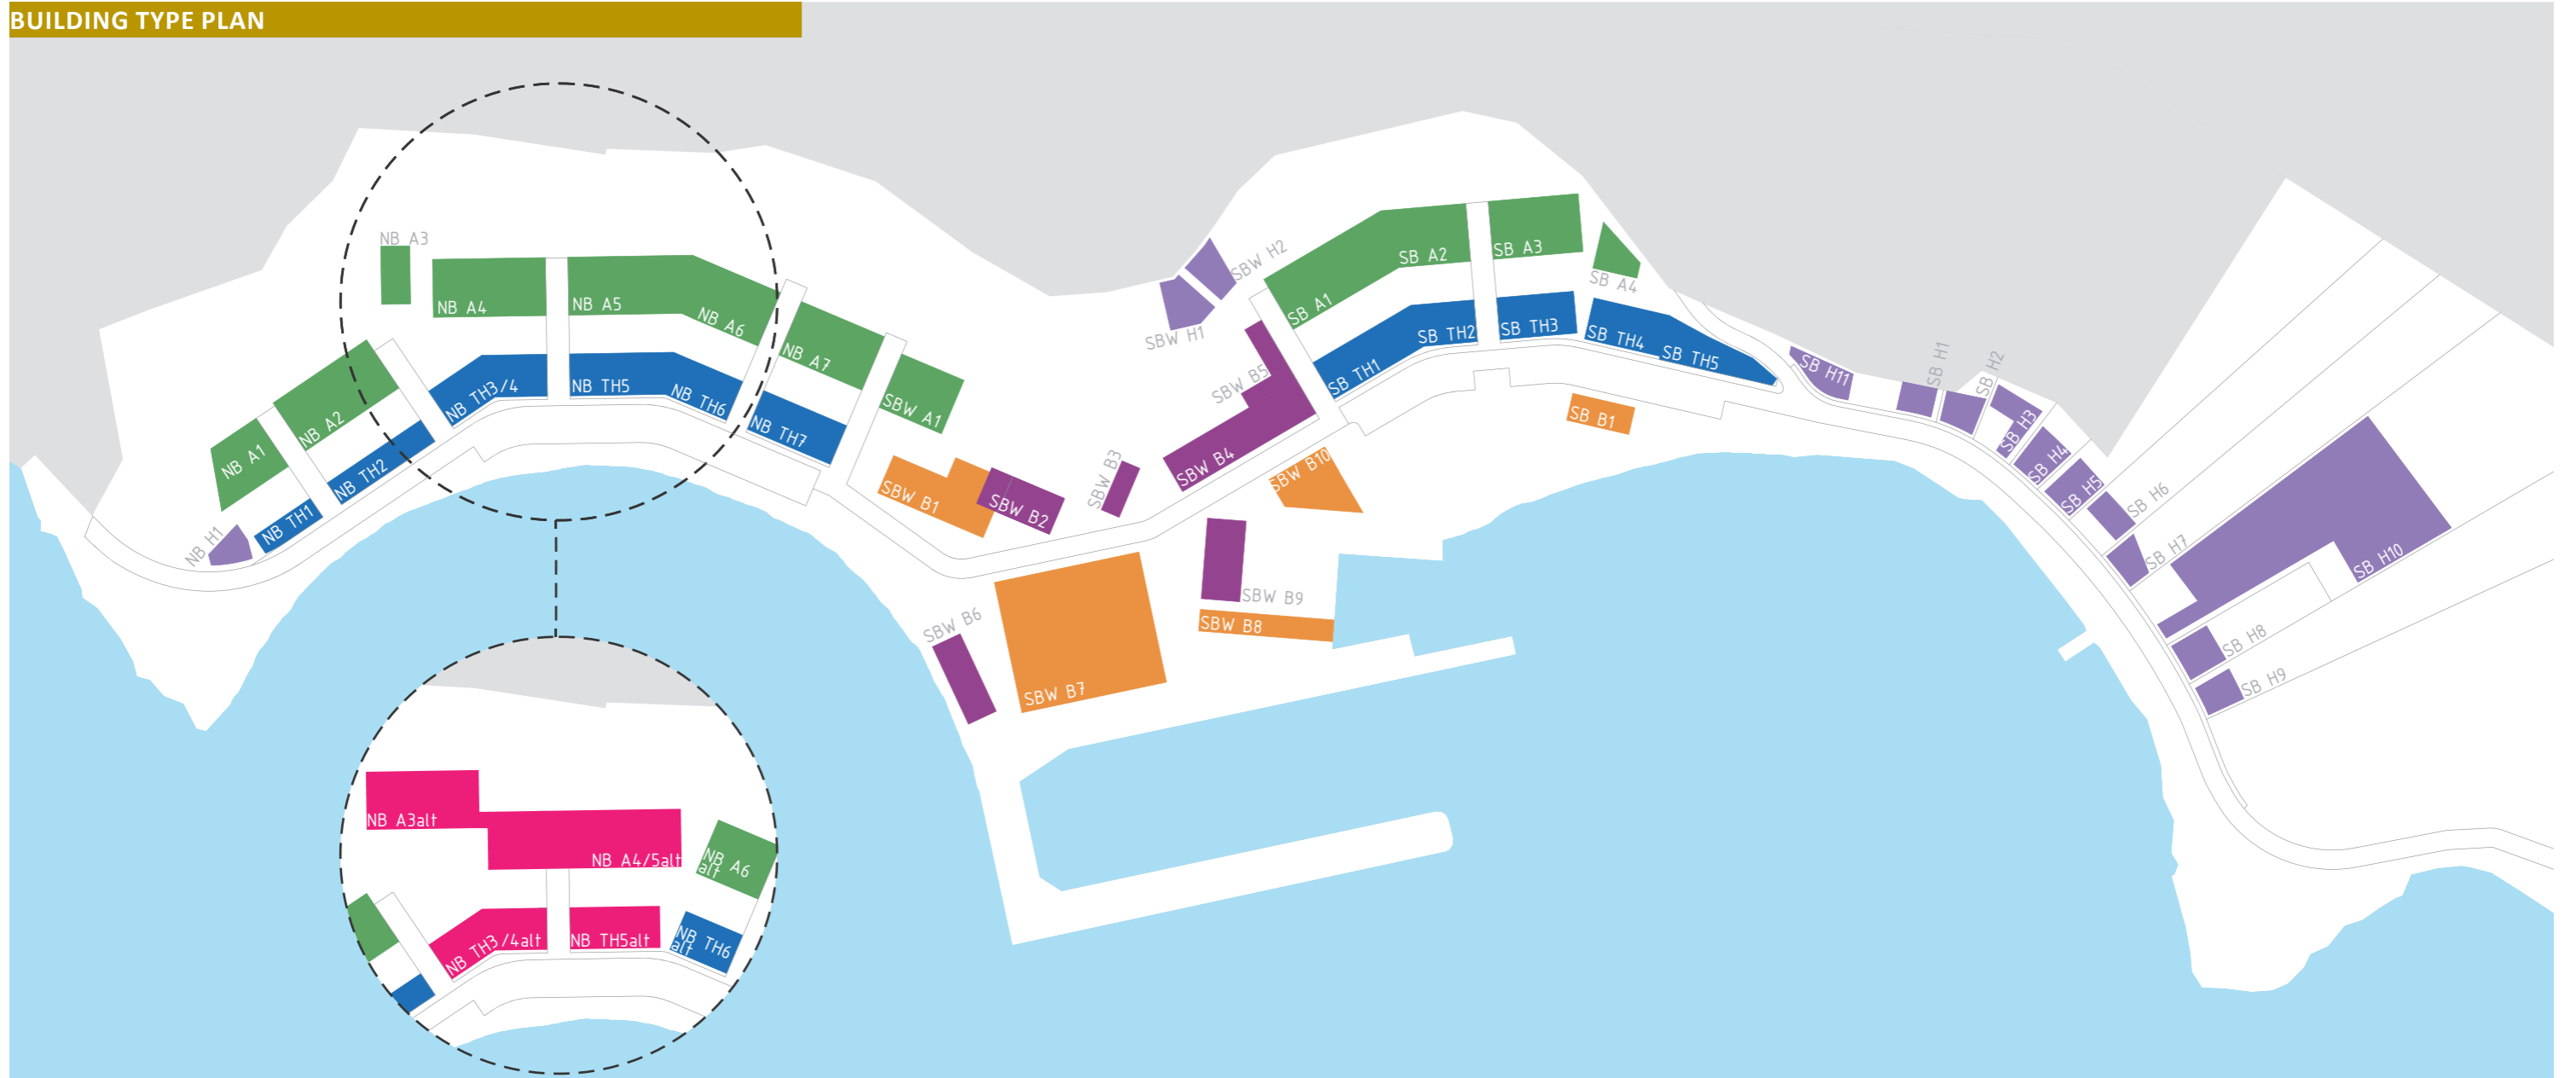 BUILDING TYPE PLAN
NB A3
NB A4
NB A5
NB A6
NB A7
NB A1
NB A2
NB TH3/4
NB TH5
NB TH6
NB TH7
NB TH2
NB TH1
NB H1
SBW A1
SBW B1
SBW B2
SBW B3
SBW B4
SBW B5
SBW H1
SBW H2
SBW B6
SBW B7
SBW B8
SBW B9
SBW B10
SB A1
SB A2
SB A3
SB A4
SB TH1
SB TH2
SB TH3
SB TH4
SB TH5
SB B1
SB H11
SB H1
SB H2
SB H3
SB H4
SB H5
SB H6
SB H7
SB H10
SB H8
SB H9
NB A3alt
NB A4/5alt
NB A6
alt
NB TH3/4alt
NB TH5alt
NB TH6
alt